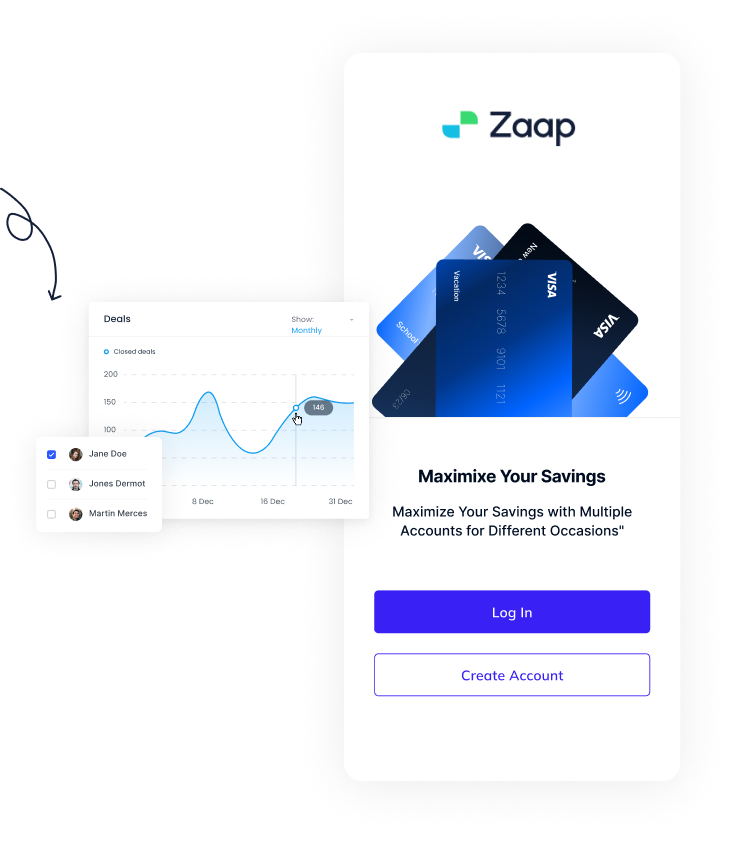 Zaap
VISA
New
VISA
School
Vacation
1234 5678 9101 1121
VISA
Deals
Show:
Monthly
Closed deals
200
150
100
146
8 Dec
16 Dec
31 Dec
Jane Doe
Jones Dermot
Martin Merces
Maximixe Your Savings
Maximize Your Savings with Multiple
Accounts for Different Occasions"
Log In
Create Account